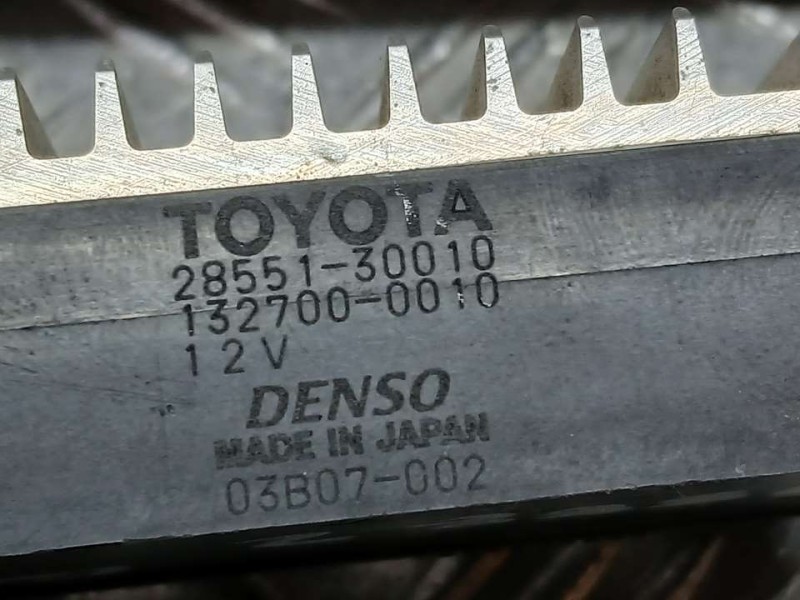 TOYOTA
28551-30010
132700-0010
12V
DENSO
MADE IN JAPAN
03B07-002